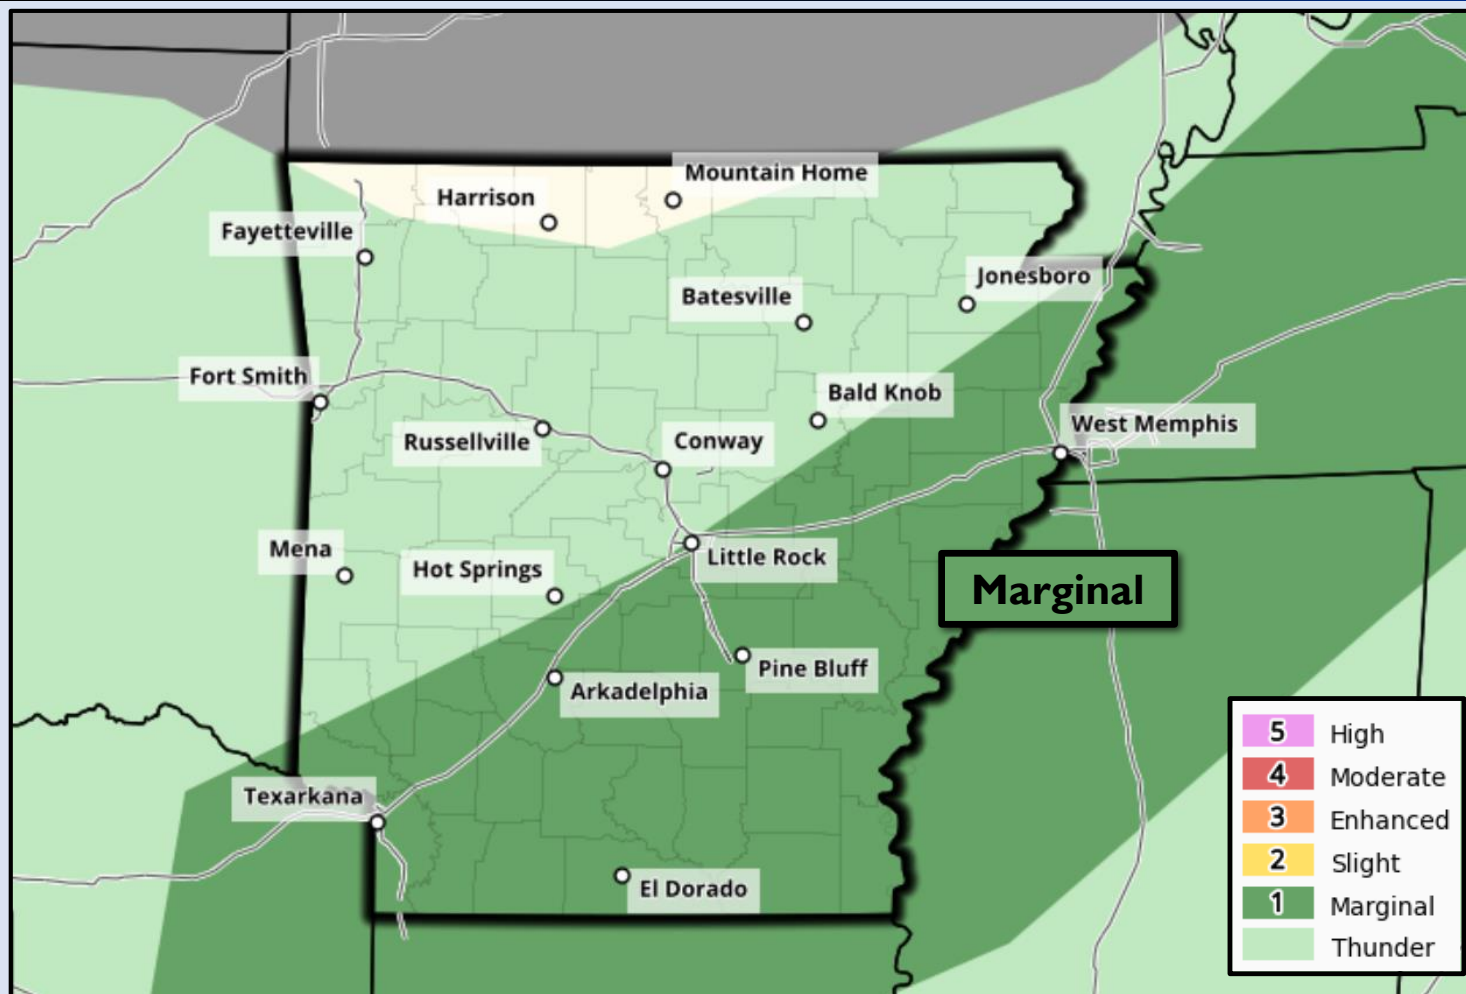 Mountain Home
Harrison
Fayetteville
Jonesboro
Batesville
Fort Smith
Bald Knob
West Memphis
Russellville
Conway
Mena
Hot Springs
Little Rock
Marginal
Pine Bluff
Arkadelphia
Texarkana
El Dorado
5 High
4 Moderate
3 Enhanced
2 Slight
1 Marginal
Thunder